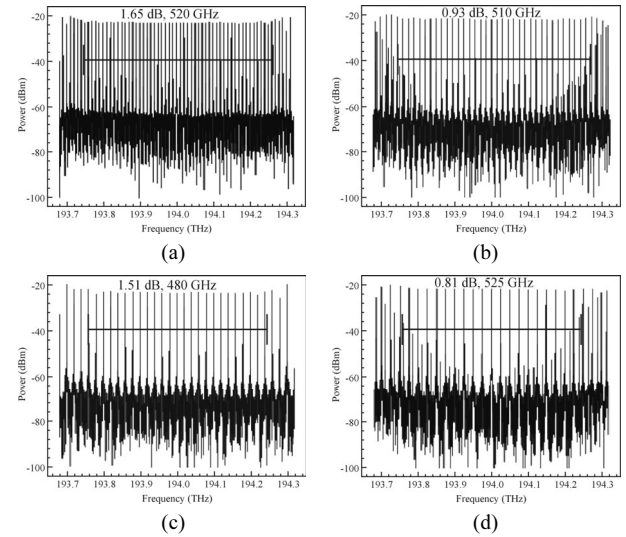 1.65 dB, 520 GHz
Power (dBm)
-20
-40
-60
-80
-100
193.7 193.8 193.9 194.0 194.1 194.2 194.3
Frequency (THz)
(a)
0.93 dB, 510 GHz
Power (dBm)
-20
-40
-60
-80
-100
193.7 193.8 193.9 194.0 194.1 194.2 194.3
Frequency (THz)
(b)
1.51 dB, 480 GHz
Power (dBm)
-20
-40
-60
-80
-100
193.7 193.8 193.9 194.0 194.1 194.2 194.3
Frequency (THz)
(c)
0.81 dB, 525 GHz
Power (dBm)
-20
-40
-60
-80
-100
193.7 193.8 193.9 194.0 194.1 194.2 194.3
Frequency (THz)
(d)